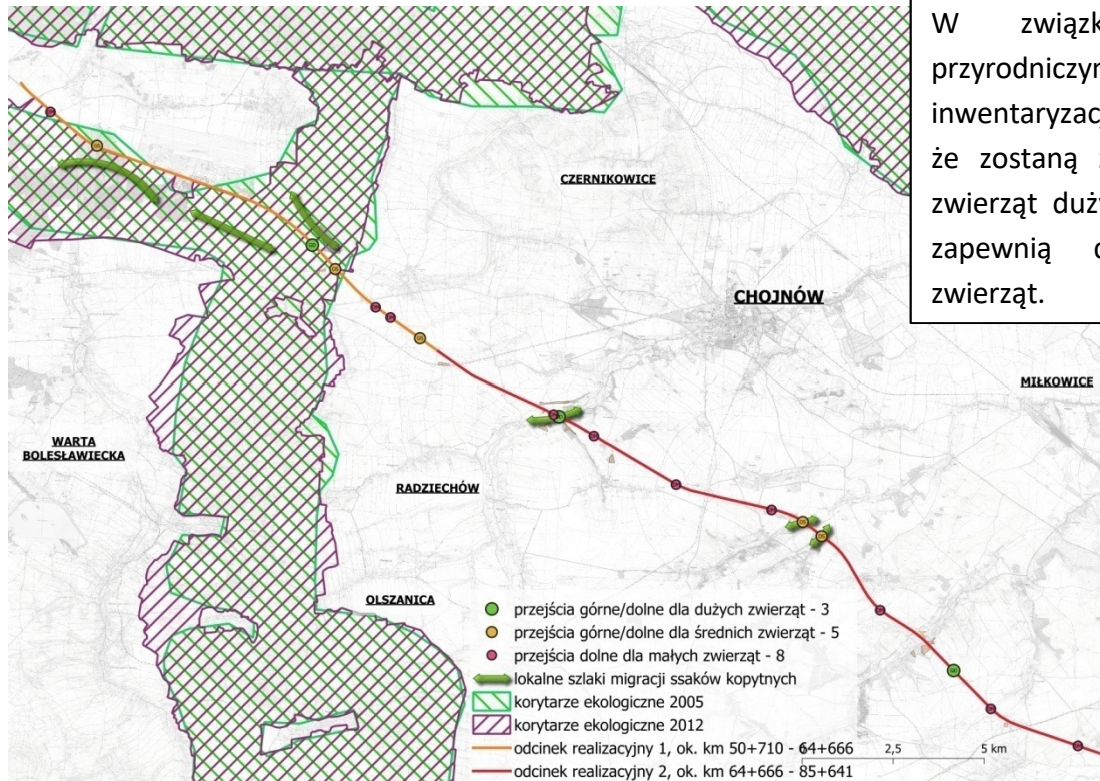 W związk
przyrodniczyn
inwentaryzac
że zostaną
zwierząt duż
zapewnią
zwierząt.
CZERNIKOWICE
CHOJNÓW
MIŁKOWICE
WARTA
BOLESŁAWIECKA
RADZIECHÓW
OLSZANICA
przejścia górne/dolne dla dużych zwierząt - 3
przejścia górne/dolne dla średnich zwierząt - 5
przejścia dolne dla małych zwierząt - 8
lokalne szlaki migracji ssaków kopytnych
korytarze ekologiczne 2005
korytarze ekologiczne 2012
odcinek realizacyjny 1, ok. km 50+710 - 64+666
2,5 5 km
odcinek realizacyjny 2, ok. km 64+666 - 85+641